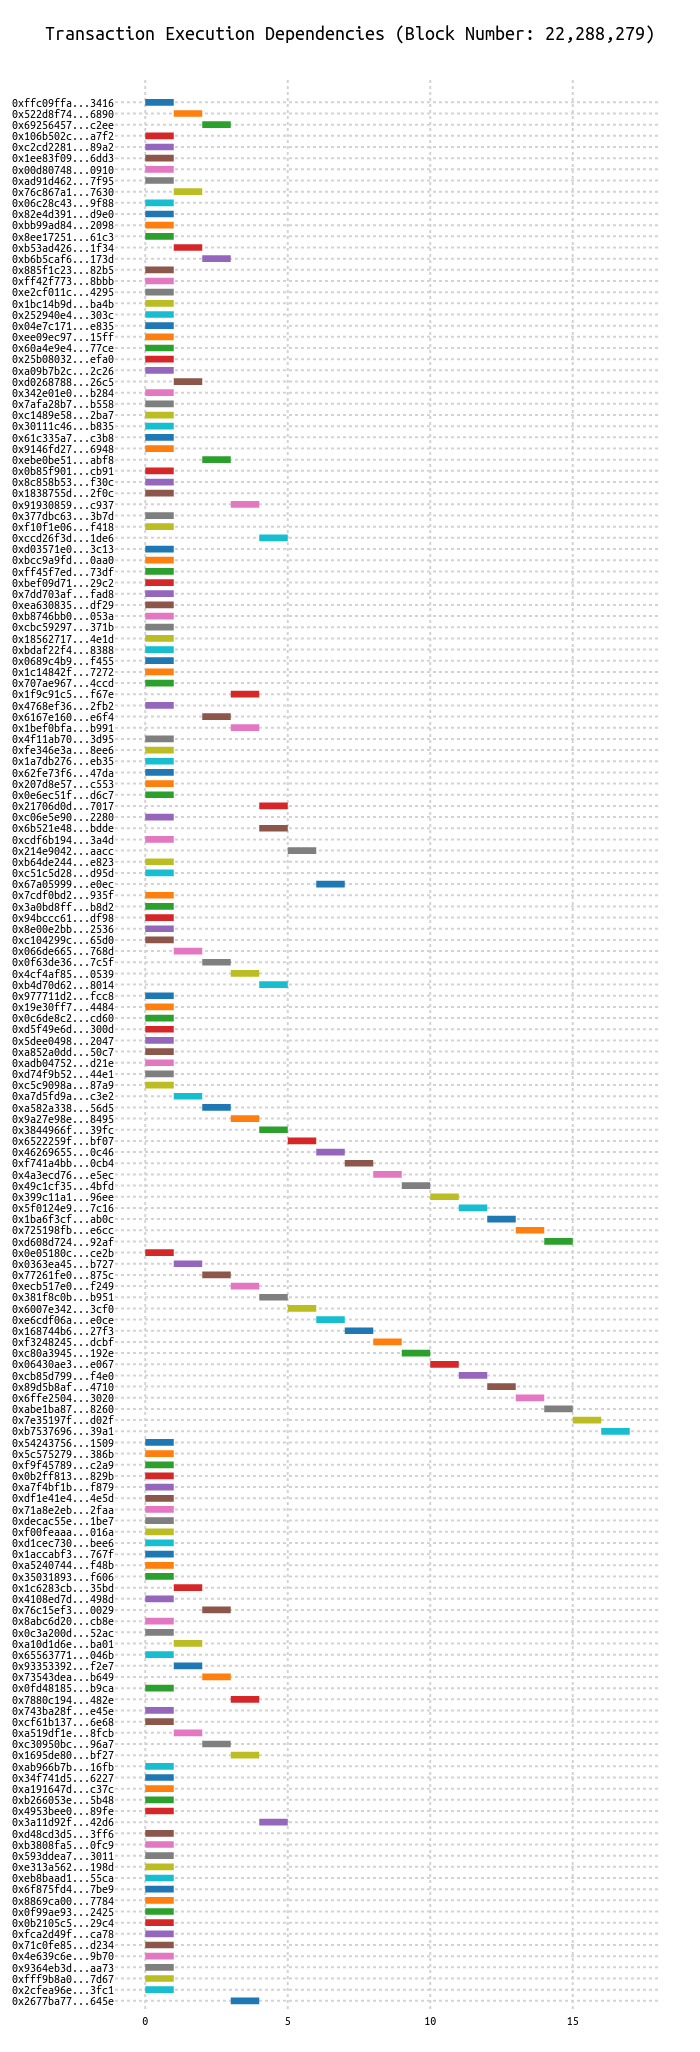 Transaction Execution Dependencies (Block Number: 22,288,279)
0xffc09ffa...3416
0x522d8f74...6890
0x69256457...c2ee
0x106b502c...a7f2
0xc2cd2281...89a2
0x1ee83f09...6dd3
0x00d80748...0910
0xad91d462...7f95
0x76c867a1...7630
0x06c28c43...9f88
0x82e4d391...d9e0
0xbb99ad84...2098
0x8ee17251...61c3
0xb53ad426...1f34
0xb6b5caf6...173d
0x885f1c23...82b5
0xff42f773...8bbb
0xe2cf011c...4295
0x1bc14b9d...ba4b
0x252940e4...303c
0x04e7c171...e835
0xee09ec97...15ff
0x60a4e9e4...77ce
0x25b08032...efa0
0xa09b7b2c...2c26
0xd0268788...26c5
0x342e01e0...b284
0x7afa28b7...b558
0xc1489e58...2ba7
0x30111c46...b835
0x61c335a7...c3b8
0x9146fd27...6948
0xebe0be51...abf8
0x0b85f901...cb91
0x8c858b53...f30c
0x1838755d...2f0c
0x91930859...c937
0x377dbc63...3b7d
0xf10f1e06...f418
0xccd26f3d...1de6
0xd03571e0...3c13
0xbcc9a9fd...0aa0
0xff45f7ed...73df
0xbef09d71...29c2
0x7dd703af...fad8
0xea630835...df29
0xb8746bb0...053a
0xcbc59297...371b
0x18562717...4e1d
0xbdaf22f4...8388
0x0689c4b9...f455
0x1c14842f...7272
0x707ae967...4ccd
0x1f9c91c5...f67e
0x4768ef36...2fb2
0x6167e160...e6f4
0x1bef0bfa...b991
0x4f11ab70...3d95
0xfe346e3a...8ee6
0x1a7db276...eb35
0x62fe73f6...47da
0x207d8e57...c553
0x0e6ec51f...d6c7
0x21706d0d...7017
0xc06e5e90...2280
0x6b521e48...bdde
0xcdf6b194...3a4d
0x214e9042...aacc
0xb64de244...e823
0xc51c5d28...d95d
0x67a05999...e0ec
0x7cdf0bd2...935f
0x3a0bd8ff...b8d2
0x94bccc61...df98
0x8e00e2bb...2536
0xc104299c...65d0
0x066de665...768d
0x0f63de36...7c5f
0x4cf4af85...0539
0xb4d70d62...8014
0x977711d2...fcc8
0x19e30ff7...4484
0x0c6de8c2...cd60
0xd5f49e6d...300d
0x5dee0498...2047
0xa852a0dd...50c7
0xadb04752...d21e
0xd74f9b52...44e1
0xc5c9098a...87a9
0xa7d5fd9a...c3e2
0xa582a338...56d5
0x9a27e98e...8495
0x3844966f...39fc
0x6522259f...bf07
0x46269655...0c46
0xf741a4bb...0cb4
0x4a3ecd76...e5ec
0x49c1cf35...4bfd
0x399c11a1...96ee
0x5f0124e9...7c16
0x1ba6f3cf...ab0c
0x725198fb...e6cc
0xd608d724...92af
0x0e05180c...ce2b
0x0363ea45...b727
0x77261fe0...875c
0xecb517e0...f249
0x381f8c0b...b951
0x6007e342...3cf0
0xe6cdf06a...e0ce
0x168744b6...27f3
0xf3248245...dcbf
0xc80a3945...192e
0x06430ae3...e067
0xcb85d799...f4e0
0x89d5b8af...4710
0x6ffe2504...3020
0xabe1ba87...8260
0x7e35197f...d02f
0xb7537696...39a1
0x54243756...1509
0x5c575279...386b
0xf9f45789...c2a9
0x0b2ff813...829b
0xa7f4bf1b...f879
0xdf1e41e4...4e5d
0x71a8e2eb...2faa
0xdecac55e...1be7
0xf00feaaa...016a
0xd1cec730...bee6
0x1accabf3...767f
0xa5240744...f48b
0x35031893...f606
0x1c6283cb...35bd
0x4108ed7d...498d
0x76c15ef3...0029
0x8abc6d20...cb8e
0x0c3a200d...52ac
0xa10d1d6e...ba01
0x65563771...046b
0x93353392...f2e7
0x73543dea...b649
0x0fd48185...b9ca
0x7880c194...482e
0x743ba28f...e45e
0xcf61b137...6e68
0xa519df1e...8fcb
0xc30950bc...96a7
0x1695de80...bf27
0xab966b7b...16fb
0x34f741d5...6227
0xa191647d...c37c
0xb266053e...5b48
0x4953bee0...89fe
0x3a11d92f...42d6
0xd48cd3d5...3ff6
0xb3808fa5...0fc9
0x593ddea7...3011
0xe313a562...198d
0xeb8baad1...55ca
0x6f875fd4...7be9
0x8869ca00...7784
0x0f99ae93...2425
0x0b2105c5...29c4
0xfca2d49f...ca78
0x71c0fe85...d234
0x4e639c6e...9b70
0x9364eb3d...aa73
0xfff9b8a0...7d67
0x2cfea96e...3fc1
0x2677ba77...645e
0 5 10 15